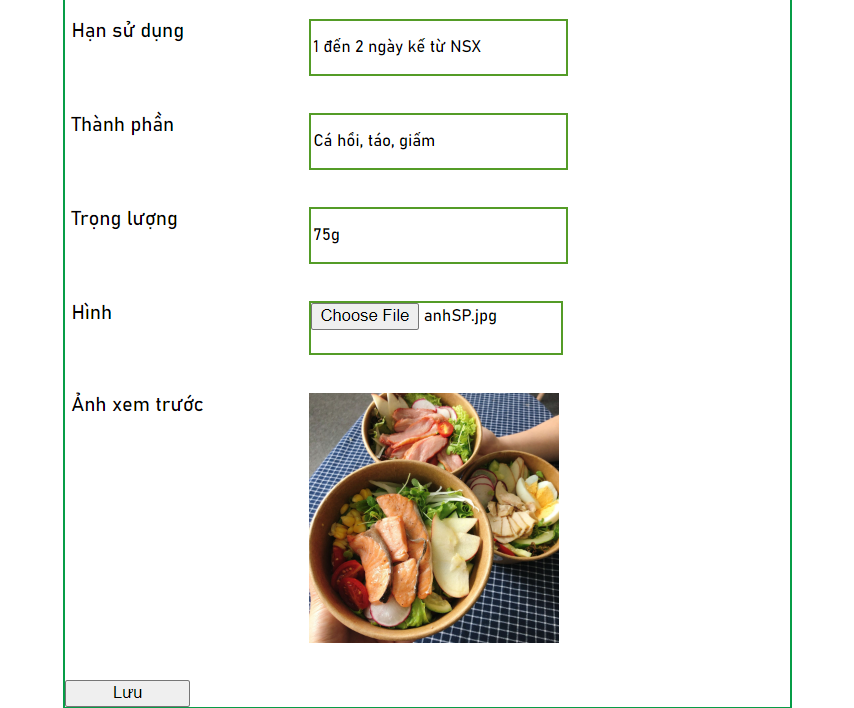 Hạn sử dụng
1 đến 2 ngày kế từ NSX
Thành phần
Cá hồi, táo, giấm
Trọng lượng
75g
Hình
Choose File anhSP.jpg
Ảnh xem trước
Lưu